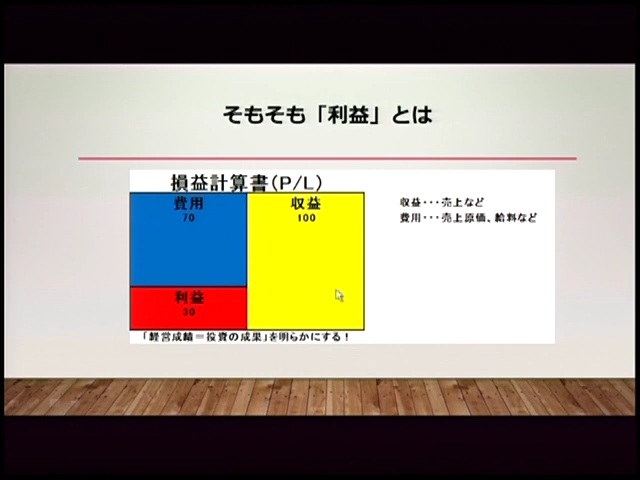 そもそも「利益」とは
損益計算書(P/L)
費用
70
収益
100
利益
30
収益･･･売上など
費用･･･売上原価、給料など
「経営成績＝投資の成果」を明らかにする！